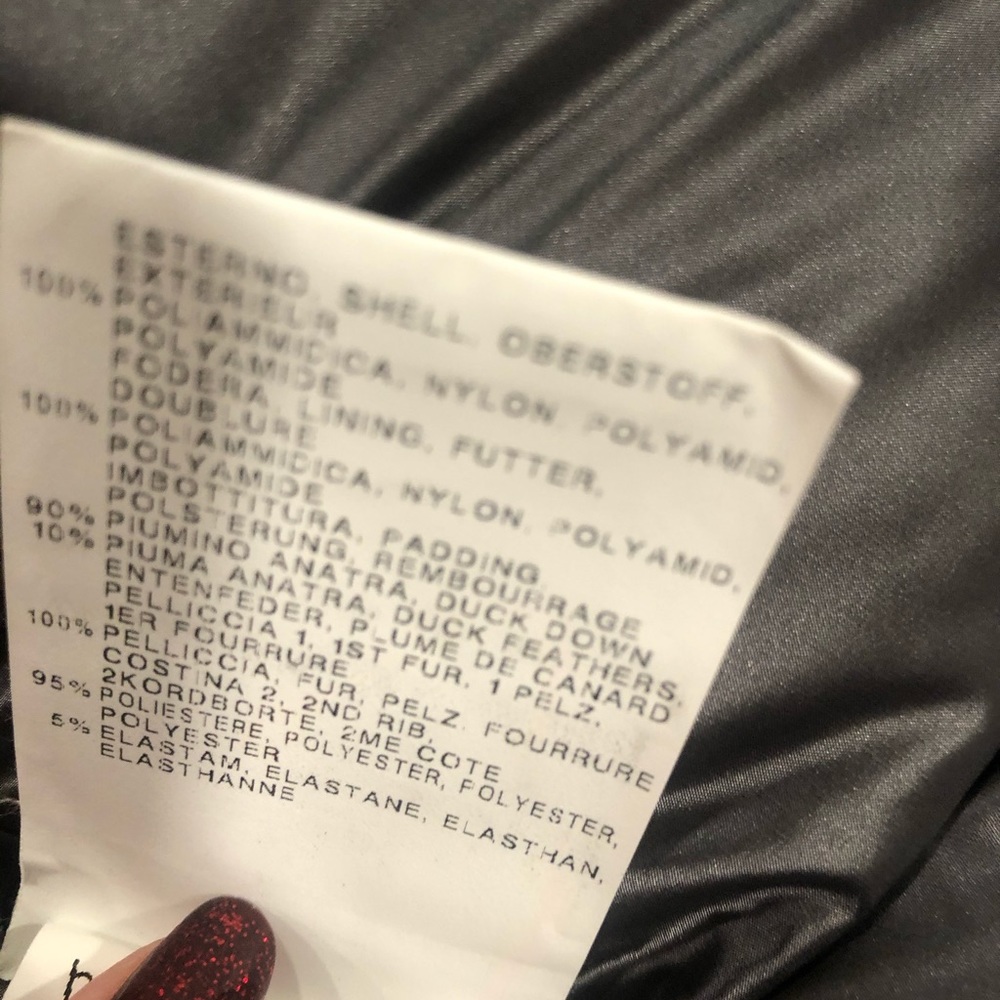 ESTERNO, SHELL, OBERSTOFF,
EXTERIEUR
100% POLIAMMIDICA, NYLON, POLYAMID,
POLYAMIDE
FODERA, LINING, FUTTER,
DOUBLURE
100% POLIAMMIDICA, NYLON, POLYAMID,
POLYAMIDE
IMBOTTITURA, PADDING,
POLSTERUNG, REMBOURRAGE
90% PIUMINO ANATRA, DUCK DOWN
10% PIUMA ANATRA, DUCK FEATHERS,
ENTENFEDER, PLUME DE CANARD
PELLICCIA 1, 1ST FUR, 1 PELZ,
1ER FOURRURE
100% PELLICCIA, FUR, PELZ, FOURRURE
COSTINA 2, 2ND RIB,
2KORDBORTE, 2ME COTE
95% POLIESTERE, POLYESTER, POLYESTER,
POLYESTER
5% ELASTAM, ELASTANE, ELASTHAN,
ELASTHANNE